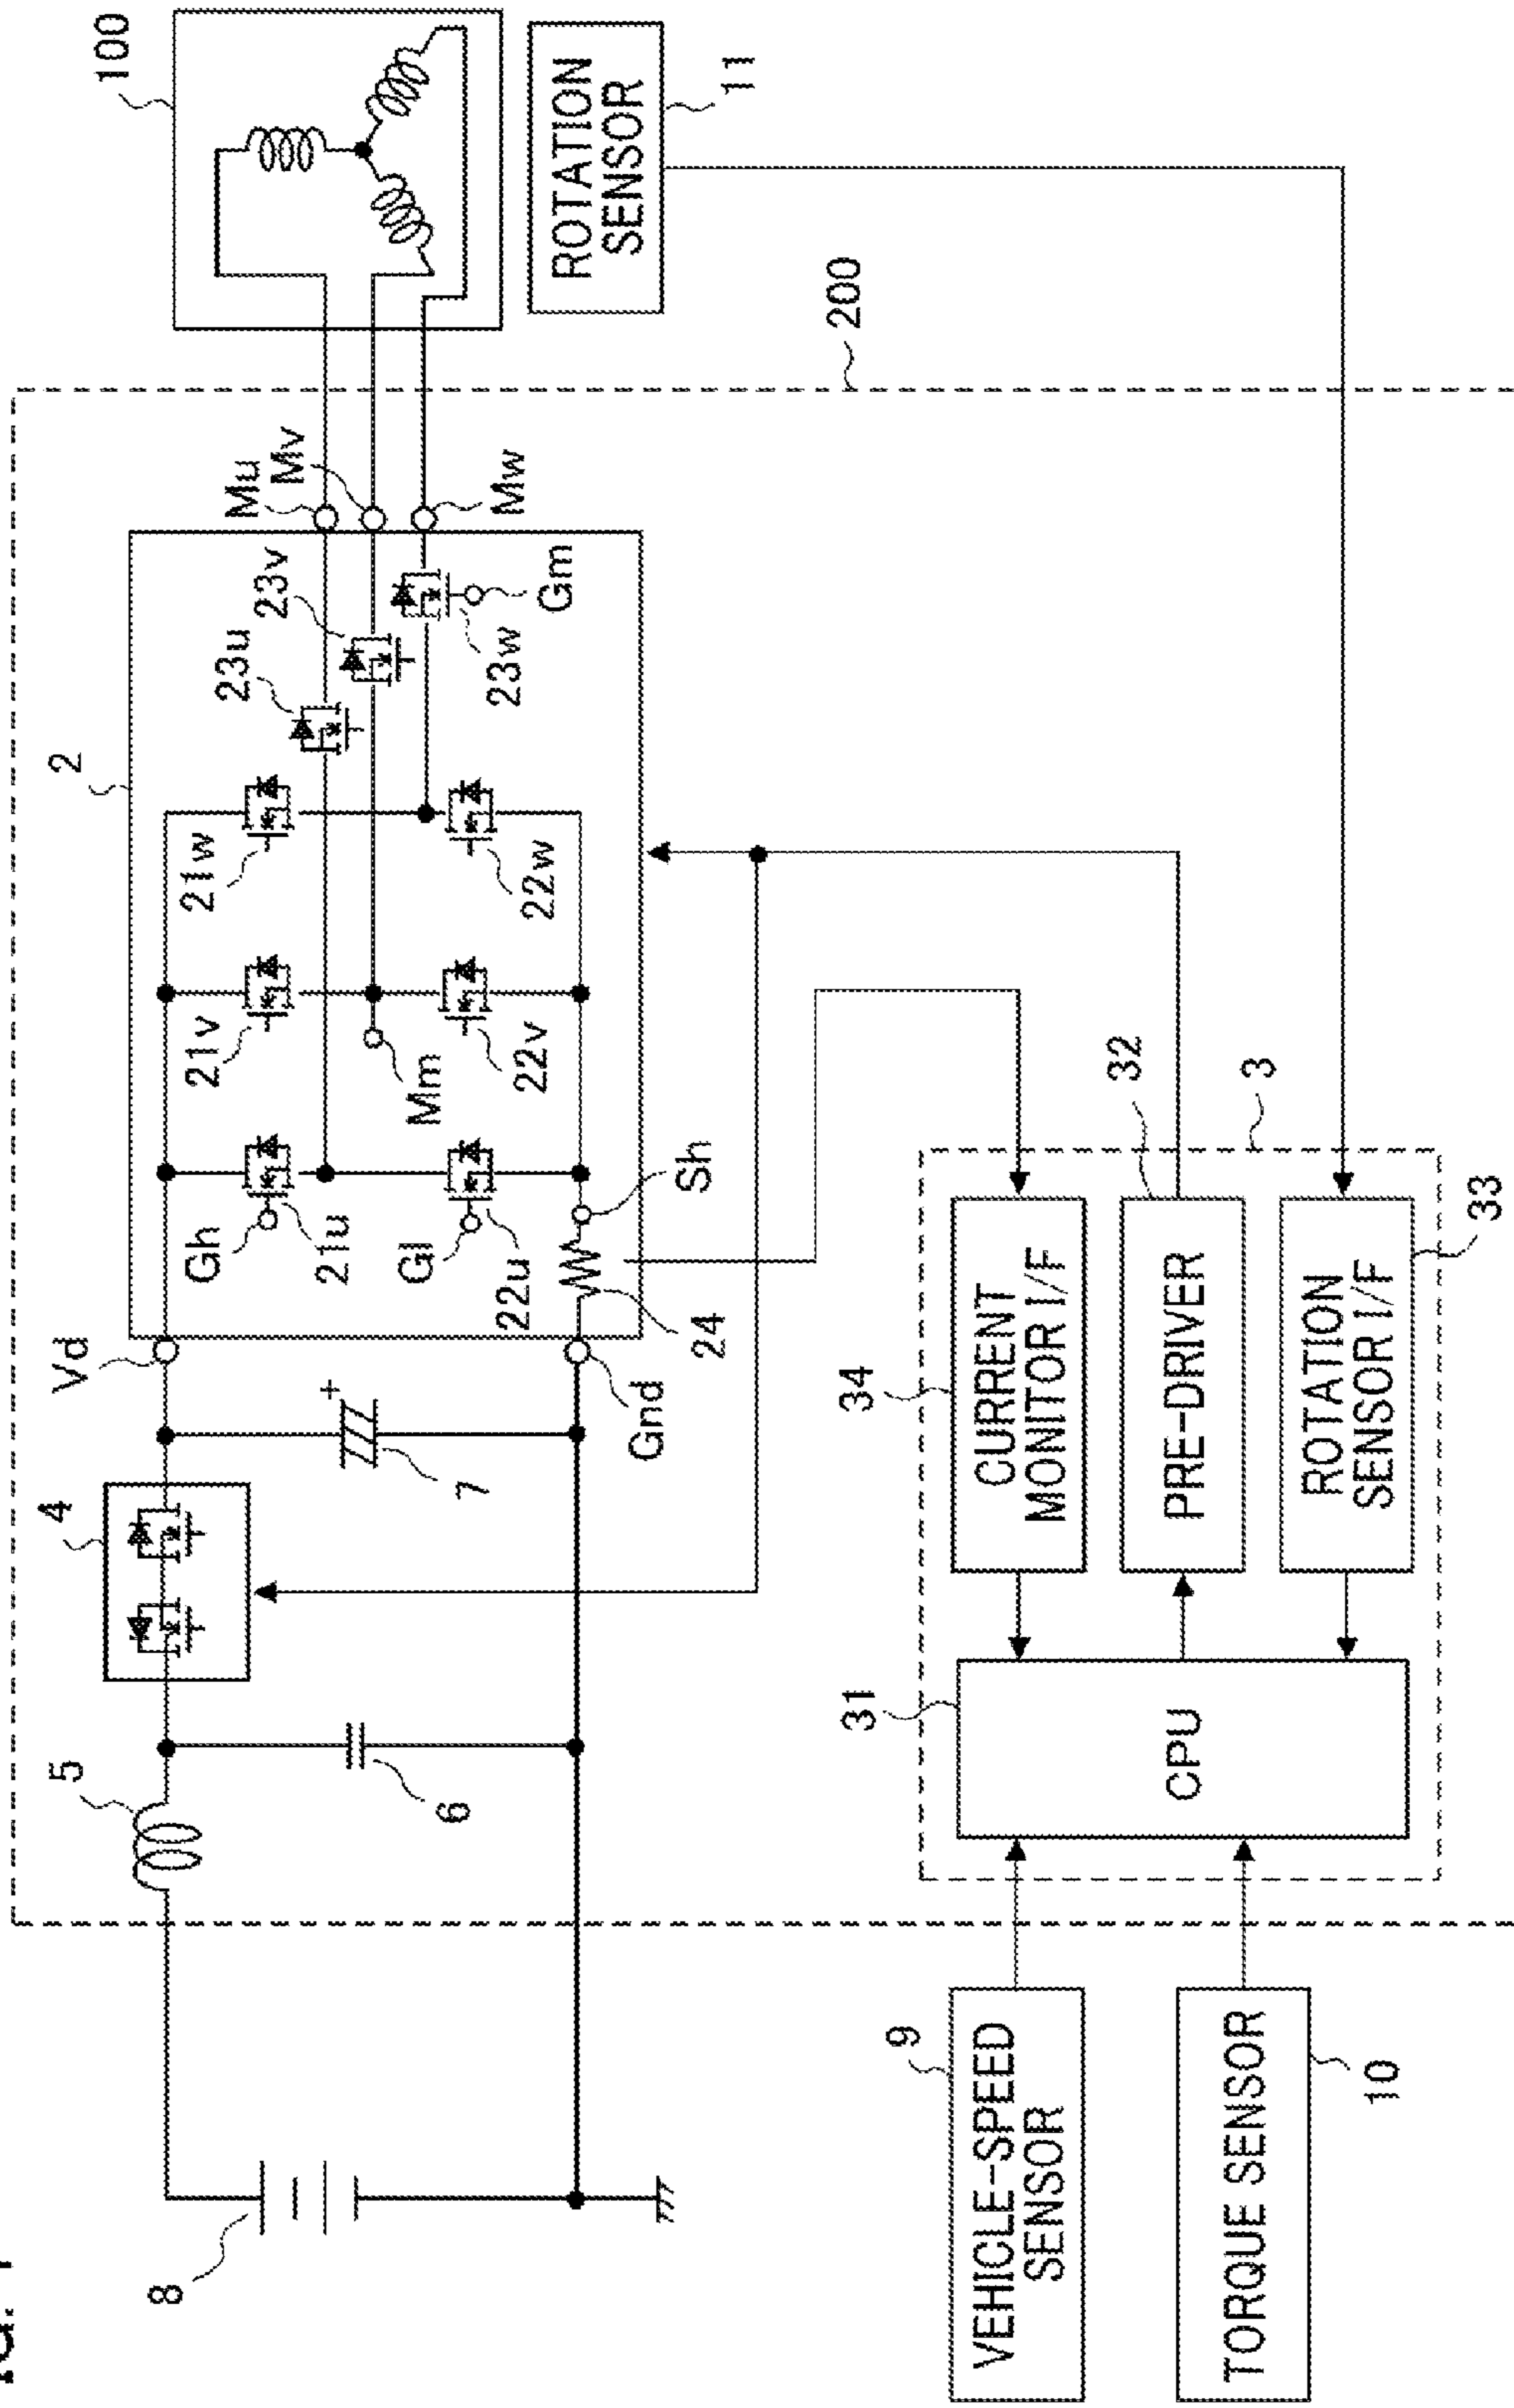 100
ROTATION
SENSOR
11
200
2
Mu
Mv
Mw
23u
23v
23w
Gm
21w
22w
21v
22v
Mm
Gh
21u
Gl
22u
Sh
24
Vd
Gnd
4
7
5
6
8
3
34
CURRENT
MONITOR I/F
32
PRE-DRIVER
33
ROTATION
SENSOR I/F
31
CPU
9
VEHICLE-SPEED
SENSOR
10
TORQUE SENSOR
+